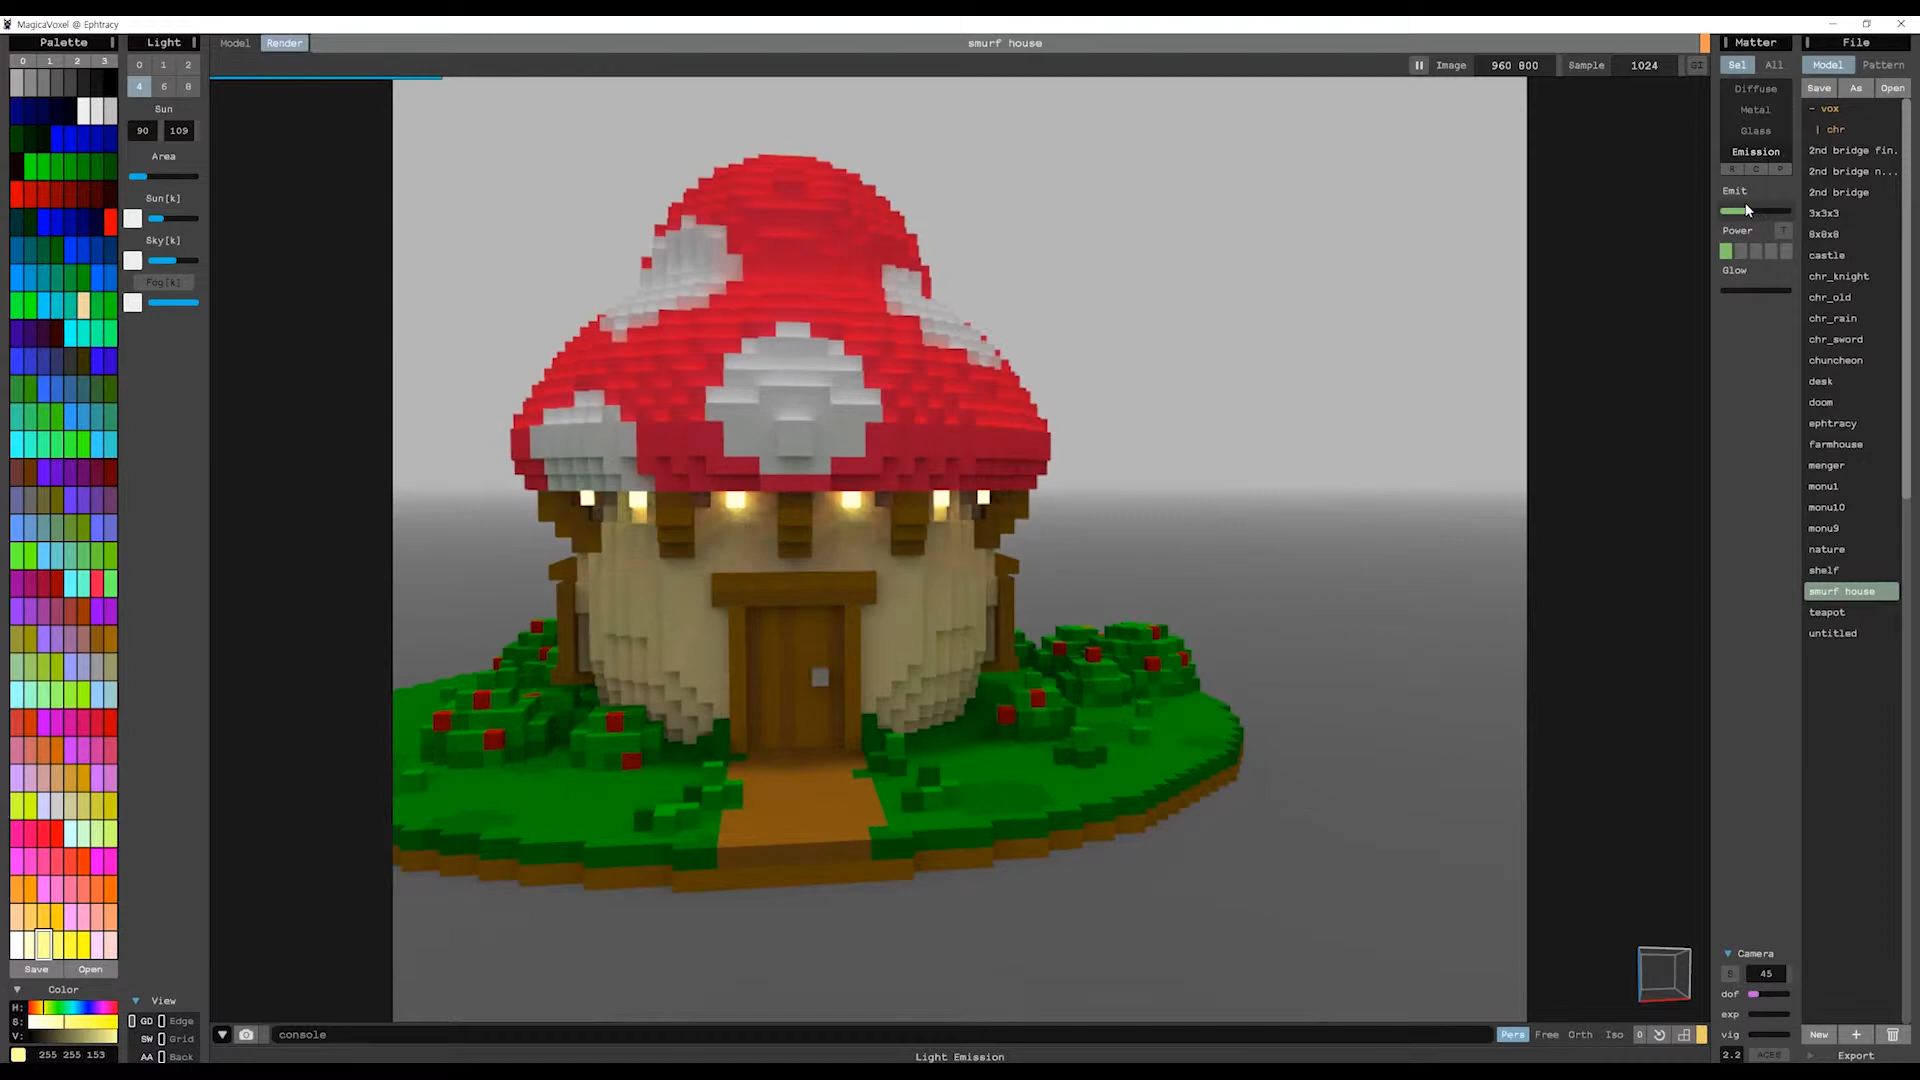 MagicaVoxel @ Ephtracy
Palette
0 1 2 3
Save Open
Color
H:
S:
V:
255 255 153
Light
0 1 2
4 6 8
Sun
90 109
Area
Sun[k]
Sky[k]
Fog[k]
View
GD Edge
SW Grid
AA Back
Model Render
smurf house
Image 960 800 Sample 1024 GI
console
Pers Free Orth Iso 0
Light Emission
Matter
Sel All
Diffuse
Metal
Glass
Emission
R C P
Emit
Power T
Glow
Camera
S 45
dof
exp
vig
2.2 ACES
File
Model Pattern
Save As Open
- vox
| chr
2nd bridge fin.
2nd bridge n...
2nd bridge
3x3x3
8x8x8
castle
chr_knight
chr_old
chr_rain
chr_sword
chuncheon
desk
doom
ephtracy
farmhouse
menger
monu1
monu10
monu9
nature
shelf
smurf house
teapot
untitled
New +
Export